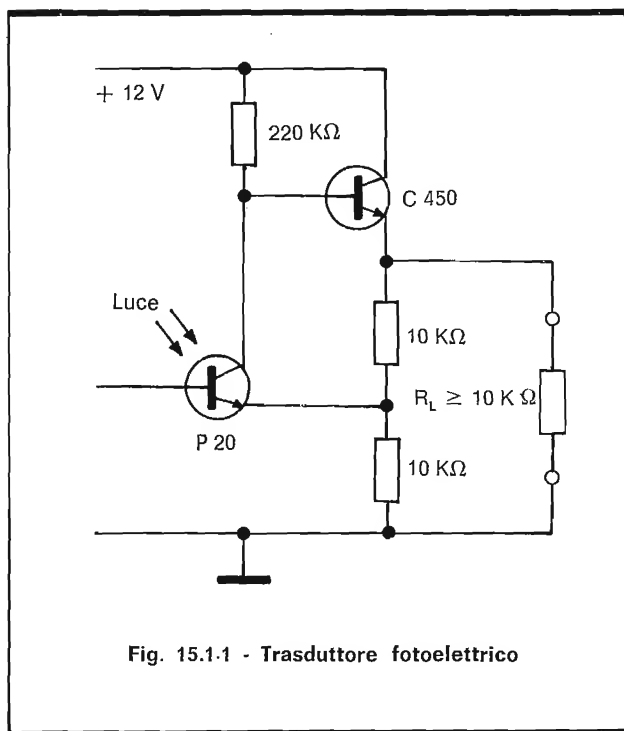 + 12 V
220 KΩ
C 450
Luce
10 KΩ
R_L ≥ 10 K Ω
P 20
10 KΩ
Fig. 15.1.1 - Trasduttore fotoelettrico